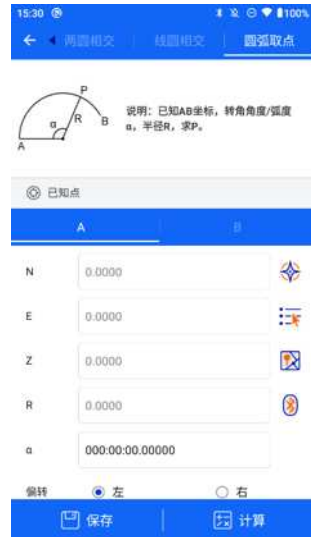 15:30 100%
两圆相交 线圆相交 圆弧取点
P
α R B
A
说明：已知AB坐标，转角角度/弧度
α，半径R，求P。
已知点
A B
N 0.0000
E 0.0000
Z 0.0000
R 0.0000
α 000:00:00.00000
偏转 左 右
保存 计算